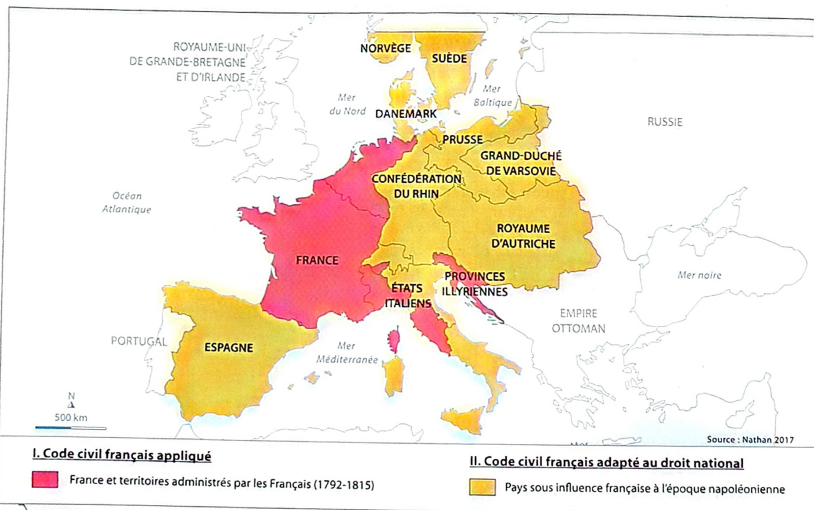 ROYAUME-UNI
DE GRANDE-BRETAGNE
ET D'IRLANDE
NORVÈGE
SUÈDE
Mer
du Nord
Mer
Baltique
DANEMARK
RUSSIE
PRUSSE
GRAND-DUCHÉ
DE VARSOVIE
CONFÉDÉRATION
DU RHIN
Océan
Atlantique
ROYAUME
D'AUTRICHE
FRANCE
PROVINCES
ILLYRIENNES
ÉTATS
ITALIENS
Mer noire
EMPIRE
OTTOMAN
PORTUGAL
ESPAGNE
Mer
Méditerranée
N
500 km
Source : Nathan 2017
I. Code civil français appliqué
France et territoires administrés par les Français (1792-1815)
II. Code civil français adapté au droit national
Pays sous influence française à l'époque napoléonienne